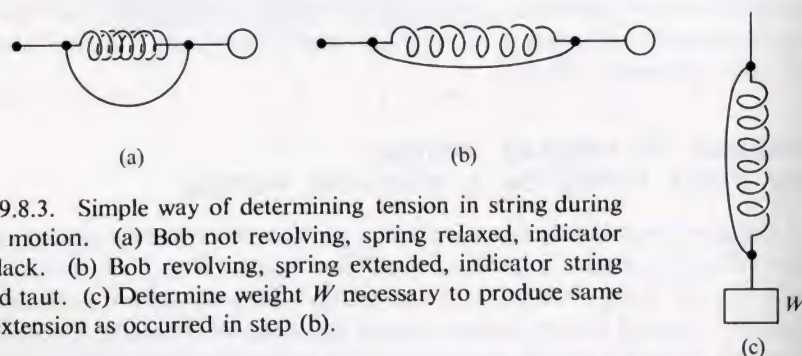 (a)
(b)
9.8.3. Simple way of determining tension in string during
motion. (a) Bob not revolving, spring relaxed, indicator
lack. (b) Bob revolving, spring extended, indicator string
d taut. (c) Determine weight W necessary to produce same
extension as occurred in step (b).
W
(c)